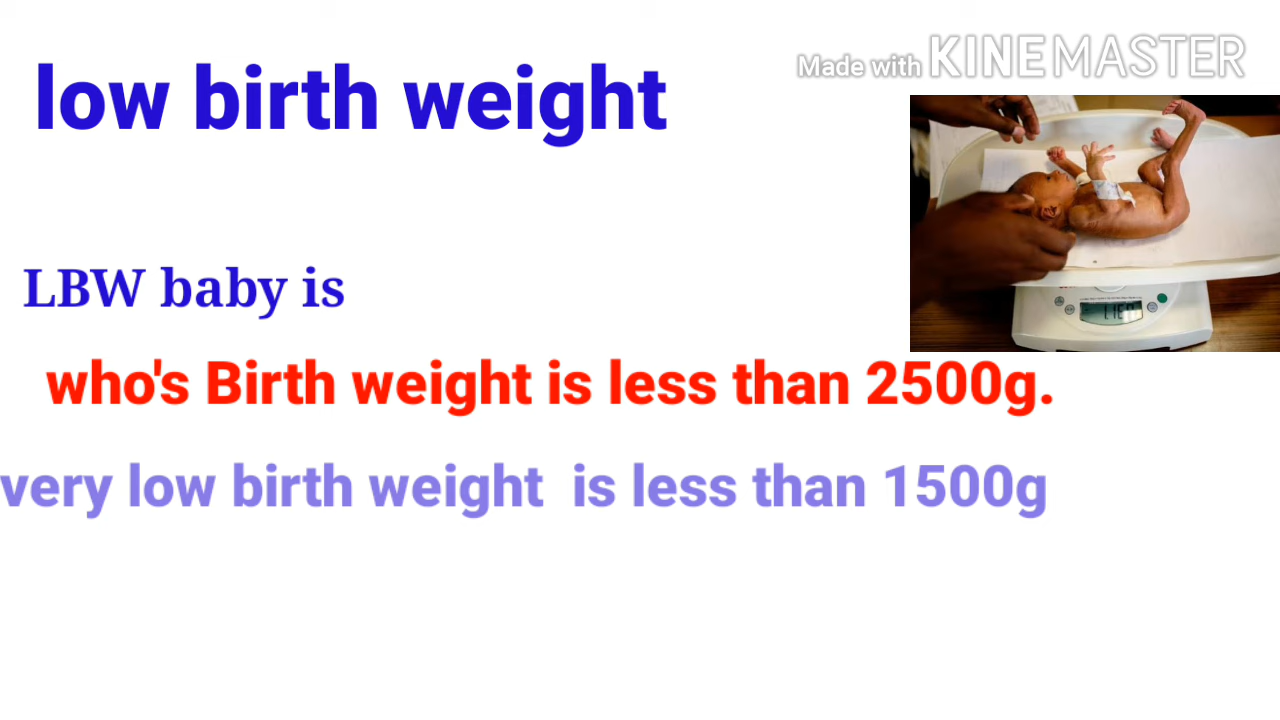 Made with KINEMASTER
low birth weight
LBW baby is
who's Birth weight is less than 2500g.
very low birth weight is less than 1500g